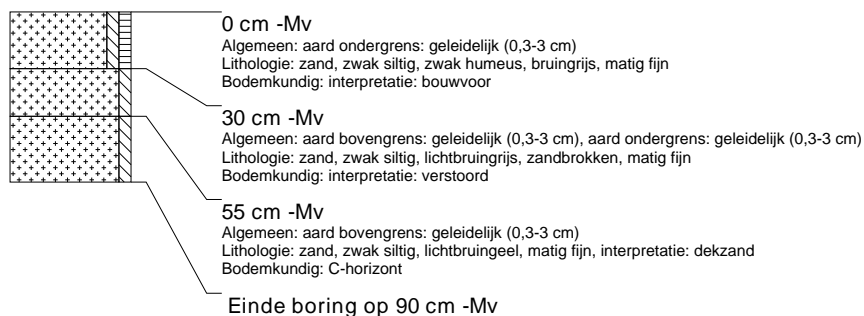 0 cm -Mv
Algemeen: aard ondergrens: geleidelijk (0,3-3 cm)
Lithologie: zand, zwak siltig, zwak humeus, bruingrijs, matig fijn
Bodemkundig: interpretatie: bouwvoor
30 cm -Mv
Algemeen: aard bovengrens: geleidelijk (0,3-3 cm), aard ondergrens: geleidelijk (0,3-3 cm)
Lithologie: zand, zwak siltig, lichtbruingrijs, zandbrokken, matig fijn
Bodemkundig: interpretatie: verstoord
55 cm -Mv
Algemeen: aard bovengrens: geleidelijk (0,3-3 cm)
Lithologie: zand, zwak siltig, lichtbruingeel, matig fijn, interpretatie: dekzand
Bodemkundig: C-horizont
Einde boring op 90 cm -Mv